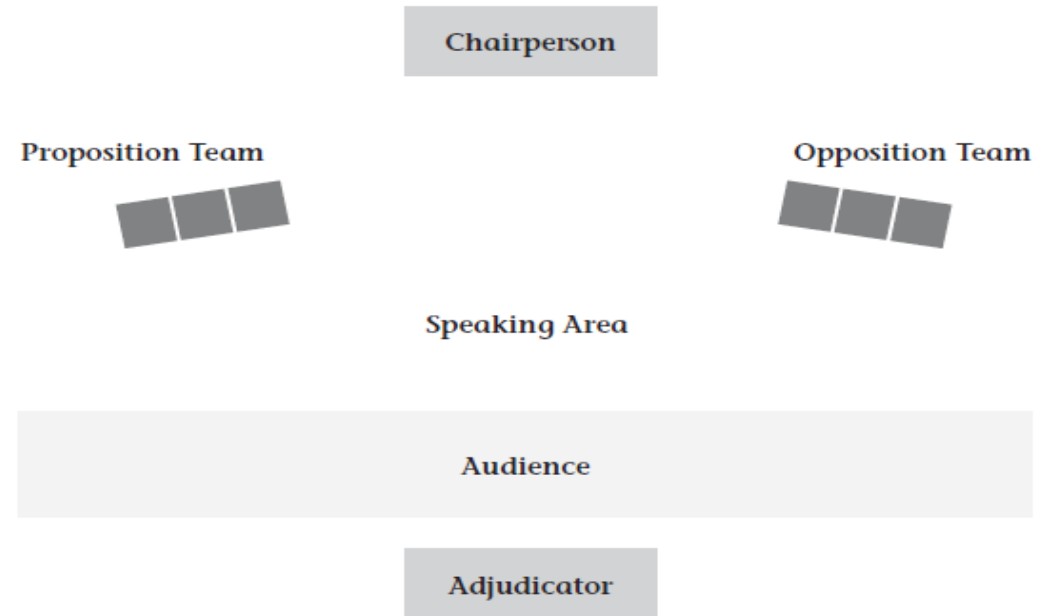 Chairperson
Proposition Team
Opposition Team
Speaking Area
Audience
Adjudicator